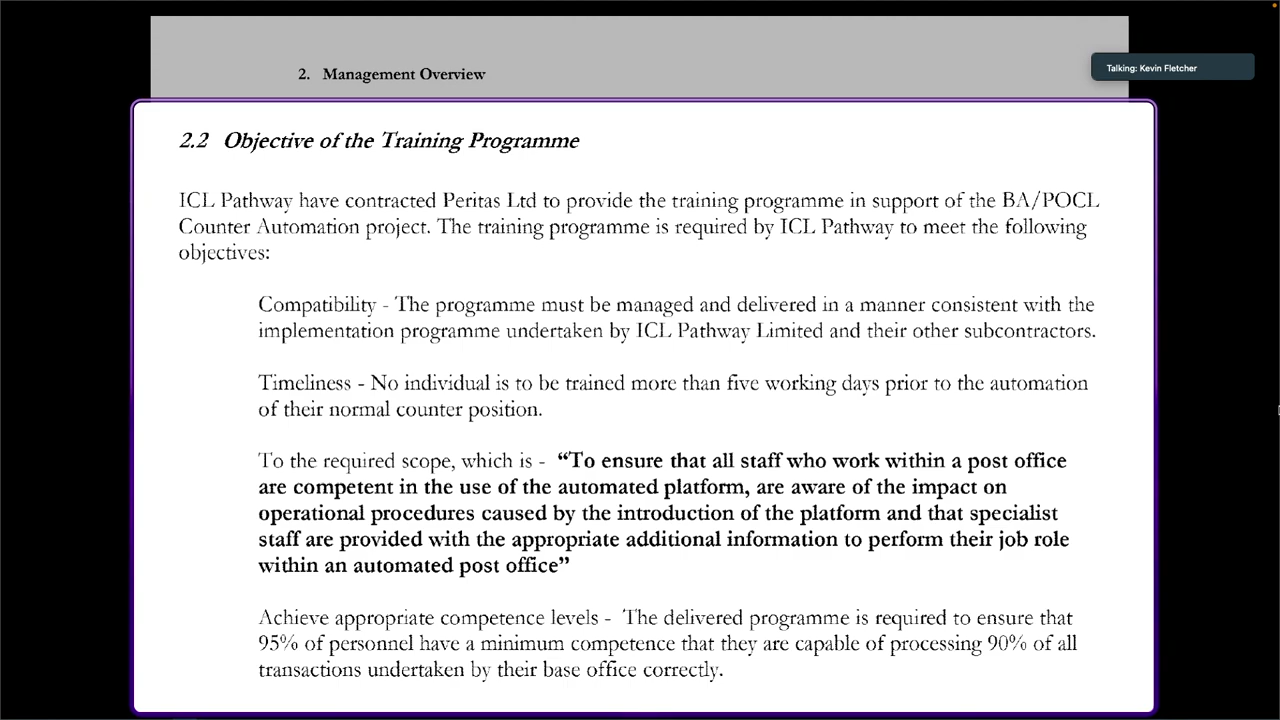 2. Management Overview
Talking: Kevin Fletcher
2.2 Objective of the Training Programme
ICL Pathway have contracted Peritas Ltd to provide the training programme in support of the BA/POCL
Counter Automation project. The training programme is required by ICL Pathway to meet the following
objectives:
Compatibility - The programme must be managed and delivered in a manner consistent with the
implementation programme undertaken by ICL Pathway Limited and their other subcontractors.
Timeliness - No individual is to be trained more than five working days prior to the automation
of their normal counter position.
To the required scope, which is - “To ensure that all staff who work within a post office
are competent in the use of the automated platform, are aware of the impact on
operational procedures caused by the introduction of the platform and that specialist
staff are provided with the appropriate additional information to perform their job role
within an automated post office”
Achieve appropriate competence levels - The delivered programme is required to ensure that
95% of personnel have a minimum competence that they are capable of processing 90% of all
transactions undertaken by their base office correctly.